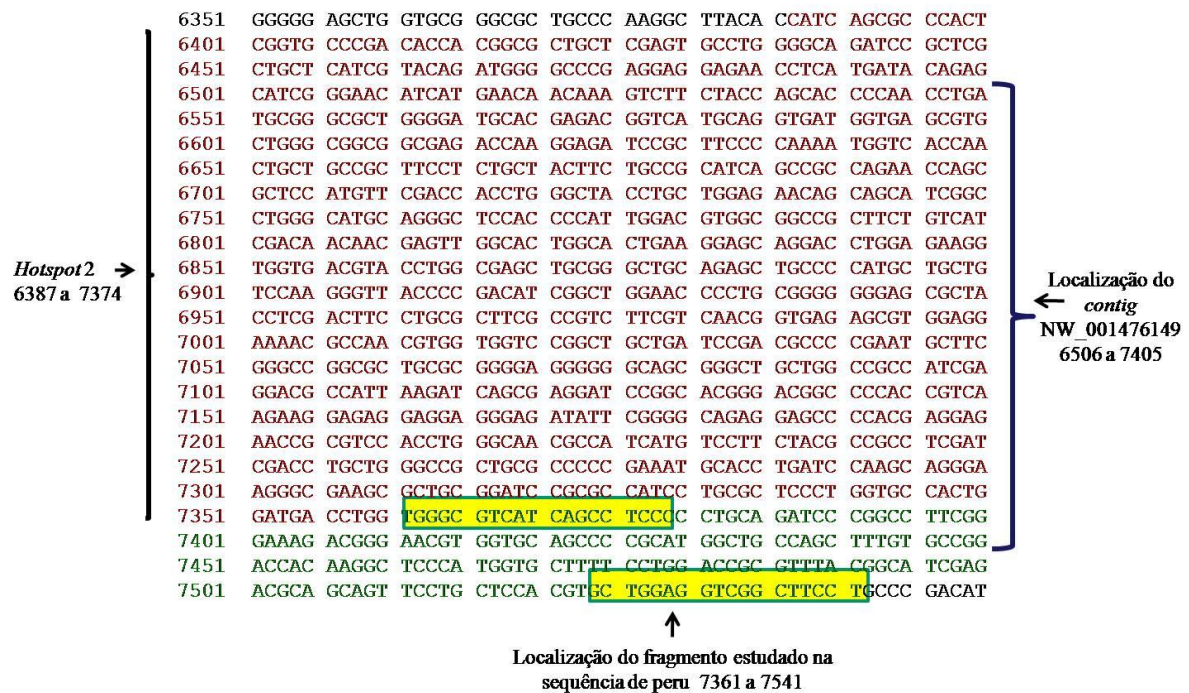 6351 GGGGG AGCTG GTGCG GGCGC TGCCC AAGGC TTACA CCATC AGCGC CCACT
6401 CGGTG CCCGA CACCA CGGCG CTGCT CGAGT GCCTG GGGCA GATCC GCTCG
6451 CTGCT CATCG TACAG ATGGG GCCCG AGGAG GAGAA CCTCA TGATA CAGAG
6501 CATCG GGAAC ATCAT GAACA ACAAA GTCTT CTACC AGCAC CCCAA CCTGA
6551 TGCGG GCGCT GGGGA TGCAC GAGAC GGTCA TGCAG GTGAT GGTGA GCGTG
6601 CTGGG CGGCG GCGAG ACCAA GGAGA TCCGC TTCCC CAAAA TGGTC ACCAA
6651 CTGCT GCCGC TTCCT CTGCT ACTTC TGCCG CATCA GCCGC CAGAA CCAGC
6701 GCTCC ATGTT CGACC ACCTG GGCTA CCTGC TGGAG AACAG CAGCA TCGGC
6751 CTGGG CATGC AGGGC TCCAC CCCAT TGGAC GTGGC GGCCG CTTCT GTCAT
6801 CGACA ACAAC GAGTT GGCAC TGGCA CTGAA GGAGC AGGAC CTGGA GAAGG
6851 TGGTG ACGTA CCTGG CGAGC TGCGG GCTGC AGAGC TGCCC CATGC TGCTG
6901 TCCAA GGGTT ACCCC GACAT CGGCT GGAAC CCCTG CGGGG GGGAG CGCTA
6951 CCTCG ACTTC CTGCG CTTCG CCGTC TTCGT CAACG GTGAG AGCGT GGAGG
7001 AAAAC GCCAA CGTGG TGGTC CGGCT GCTGA TCCGA CGCCC CGAAT GCTTC
7051 GGGCC GGCGC TGCGC GGGGA GGGGG GCAGC GGGCT GCTGG CCGCC ATCGA
7101 GGACG CCATT AAGAT CAGCG AGGAT CCGGC ACGGG ACGGC CCCAC CGTCA
7151 AGAAG GAGAG GAGGA GGGAG ATATT CGGGG CAGAG GAGCC CCACG AGGAG
7201 AACCG CGTCC ACCTG GGCAA CGCCA TCATG TCCTT CTACG CCGCC TCGAT
7251 CGACC TGCTG GGCCG CTGCG CCCCC GAAAT GCACC TGATC CAAGC AGGGA
7301 AGGGC GAAGC GCTGC GGATC CGCGC CATCC TGCGC TCCCT GGTGC CACTG
7351 GATGA CCTGG TGGGC GTCAT CAGCC TCCCC CTGCA GATCC CGGCC TTCGG
7401 GAAAG ACGGG AACGT GGTGC AGCCC CGCAT GGCTG CCAGC TTTGT GCCGG
7451 ACCAC AAGGC TCCCA TGGTG CTTTT CCTGG ACCGC GTTTA CGGCA TCGAG
7501 ACGCA GCAGT TCCTG CTCCA CGTGC TGGAG GTCGG CTTCC TGCCC GACAT
Hotspot 2
6387 a 7374
Localização do
contig
NW_001476149
6506 a 7405
Localização do fragmento estudado na
sequência de peru 7361 a 7541